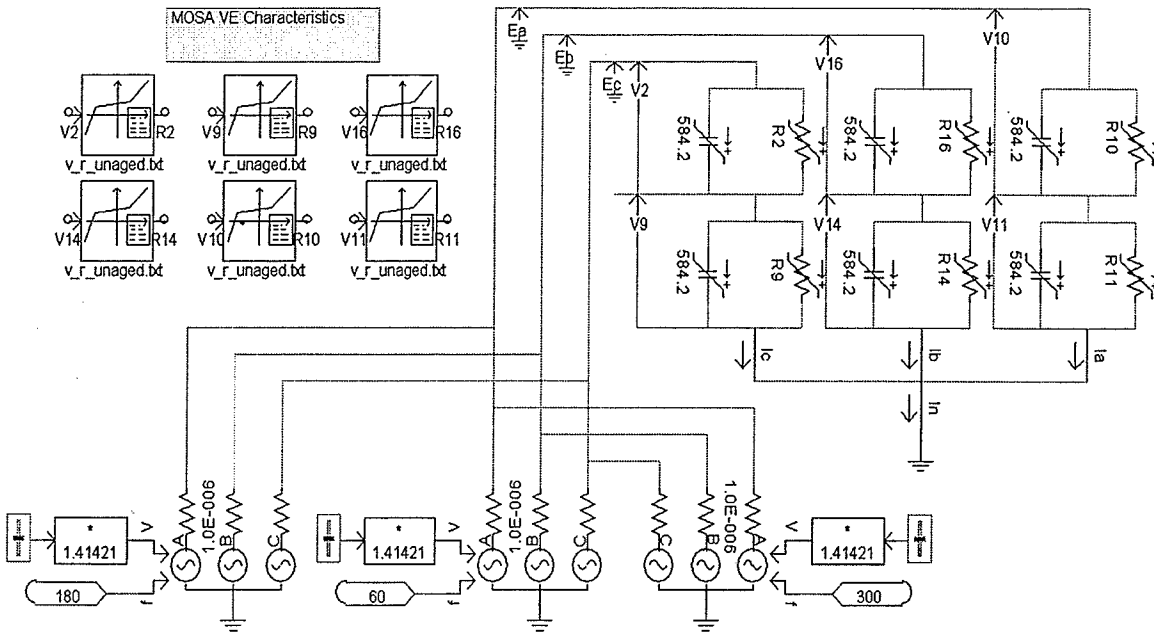 MOSA VE Characteristics
V2 R2
v_r_unaged.txt
V9 R9
v_r_unaged.txt
V16 R16
v_r_unaged.txt
V14 R14
v_r_unaged.txt
V10 R10
v_r_unaged.txt
V11 R11
v_r_unaged.txt
Ea
Eb
Ec
V2
V16
V10
584.2
R2
584.2
R16
584.2
R10
V9
V14
V11
584.2
R9
584.2
R14
584.2
R11
Ic
Ib
Ia
In
*
1.41421
V
180
f
A
B
C
1.0E-006
*
1.41421
V
60
f
A
B
C
1.0E-006
C
B
A
1.0E-006
V
*
1.41421
f
300